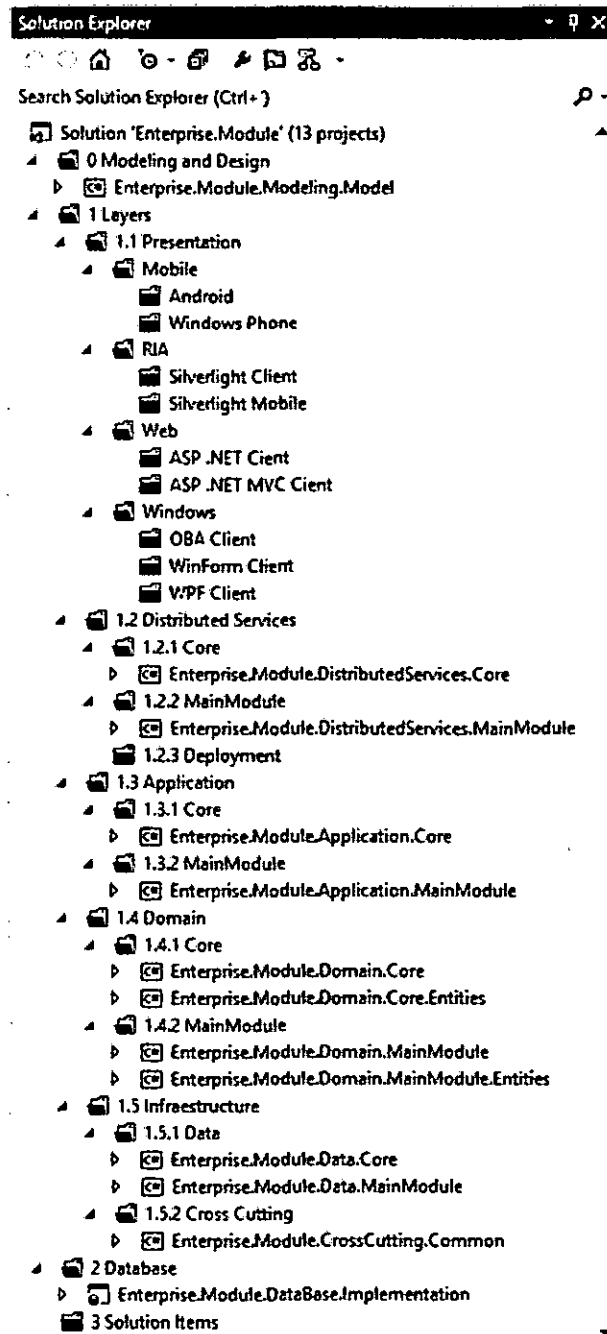 Solution Explorer
Search Solution Explorer (Ctrl+ )
Solution 'Enterprise.Module' (13 projects)
0 Modeling and Design
Enterprise.Module.Modeling.Model
1 Layers
1.1 Presentation
Mobile
Android
Windows Phone
RIA
Silverlight Client
Silverlight Mobile
Web
ASP .NET Cient
ASP .NET MVC Cient
Windows
OBA Client
WinForm Client
WPF Client
1.2 Distributed Services
1.2.1 Core
Enterprise.Module.DistributedServices.Core
1.2.2 MainModule
Enterprise.Module.DistributedServices.MainModule
1.2.3 Deployment
1.3 Application
1.3.1 Core
Enterprise.Module.Application.Core
1.3.2 MainModule
Enterprise.Module.Application.MainModule
1.4 Domain
1.4.1 Core
Enterprise.Module.Domain.Core
Enterprise.Module.Domain.Core.Entities
1.4.2 MainModule
Enterprise.Module.Domain.MainModule
Enterprise.Module.Domain.MainModule.Entities
1.5 Infraestructure
1.5.1 Data
Enterprise.Module.Data.Core
Enterprise.Module.Data.MainModule
1.5.2 Cross Cutting
Enterprise.Module.CrossCutting.Common
2 Database
Enterprise.Module.DataBase.Implementation
3 Solution Items